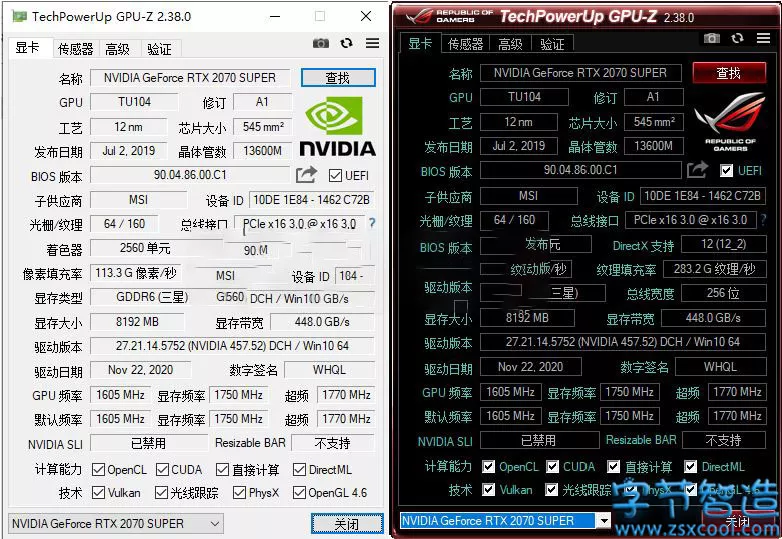 TechPowerUp GPU-Z 2.38.0
显卡 传感器 高级 验证
名称 NVIDIA GeForce RTX 2070 SUPER 查找
GPU TU104 修订 A1
工艺 12 nm 芯片大小 545 mm²
发布日期 Jul 2, 2019 晶体管数 13600M
NVIDIA
BIOS 版本 90.04.86.00.C1 UEFI
子供应商 MSI 设备 ID 10DE 1E84 - 1462 C72B
光栅/纹理 64 / 160 总线接口 PCIe x16 3.0 @ x16 3.0 ?
着色器 2560 单元 90.
像素填充率 113.3 G 像素/秒 MSI 设备 ID
显存类型 GDDR6 (三星) G560 DCH / Win GB/s
显存大小 8192 MB 显存带宽 448.0 GB/s
驱动版本 27.21.14.5752 (NVIDIA 457.52) DCH / Win10 64
驱动日期 Nov 22, 2020 数字签名 WHQL
GPU 频率 1605 MHz 显存频率 1750 MHz 超频 1770 MHz
默认频率 1605 MHz 显存频率 1750 MHz 超频 1770 MHz
NVIDIA SLI 已禁用 Resizable BAR 不支持
计算能力 OpenCL CUDA 直接计算 DirectML
技术 Vulkan 光线跟踪 PhysX OpenGL 4.6
NVIDIA GeForce RTX 2070 SUPER 关闭
REPUBLIC OF GAMERS TechPowerUp GPU-Z 2.38.0
显卡 传感器 高级 验证
名称 NVIDIA GeForce RTX 2070 SUPER 查找
GPU TU104 修订 A1
工艺 12 nm 芯片大小 545 mm²
发布日期 Jul 2, 2019 晶体管数 13600M
REPUBLIC OF GAMERS
BIOS 版本 90.04.86.00.C1 UEFI
子供应商 MSI 设备 ID 10DE 1E84 - 1462 C72B
光栅/纹理 64 / 160 总线接口 PCIe x16 3.0 @ x16 3.0 ?
BIOS 版本 发布 DirectX 支持 12 (12_2)
版/秒 纹理填充率 283.2 G 纹理/秒
驱动版本 三星) 总线宽度 256 位
显存大小 8192 MB 显存带宽 448.0 GB/s
驱动版本 27.21.14.5752 (NVIDIA 457.52) DCH / Win10 64
驱动日期 Nov 22, 2020 数字签名 WHQL
GPU 频率 1605 MHz 显存频率 1750 MHz 超频 1770 MHz
默认频率 1605 MHz 显存频率 1750 MHz 超频 1770 MHz
NVIDIA SLI 已禁用 Resizable BAR 不支持
计算能力 OpenCL CUDA 直接计算 DirectML
技术 Vulkan 光线跟踪 PhysX OpenGL 4.6
NVIDIA GeForce RTX 2070 SUPER 关闭
字节智造
www.zsxcool.com